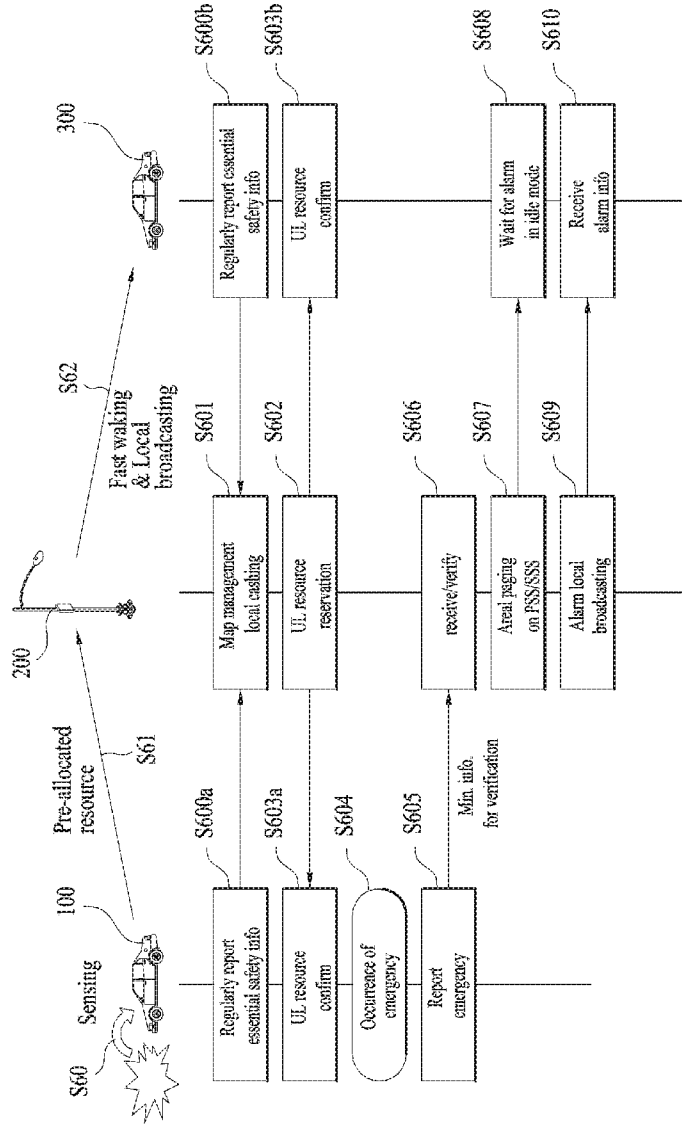 Sensing
S60
100
Pre-allocated
resource
S61
200
Fast waking
& Local
broadcasting
S62
300
Regularly report
essential safety info
S600a
Map management
local cashing
S601
Regularly report essential
safety info
S600b
UL resource
confirm
S603a
UL resource
reservation
S602
UL resource
confirm
S603b
Occurrence of
emergency
S604
Report
emergency
S605
Min. info.
for verification
receive/verify
S606
Areal paging
on PSS/SSS
S607
Wait for alarm
in idle mode
S608
Alarm local
broadcasting
S609
Receive
alarm info
S610